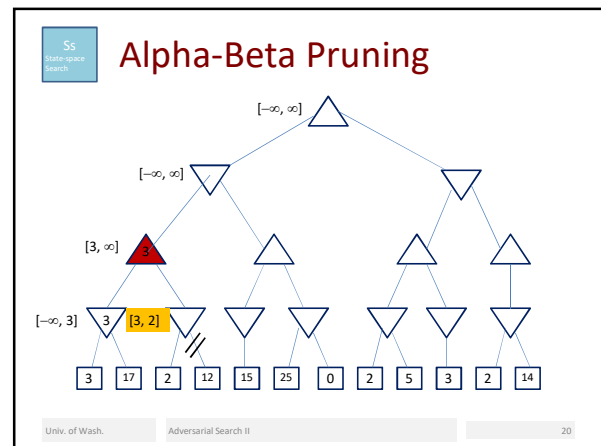 Ss
State-space
Search
Alpha-Beta Pruning
[−∞, ∞]
[−∞, ∞]
[3, ∞]
3
[−∞, 3]
3
[3, 2]
3 17 2 12 15 25 0 2 5 3 2 14
Univ. of Wash. Adversarial Search II 20